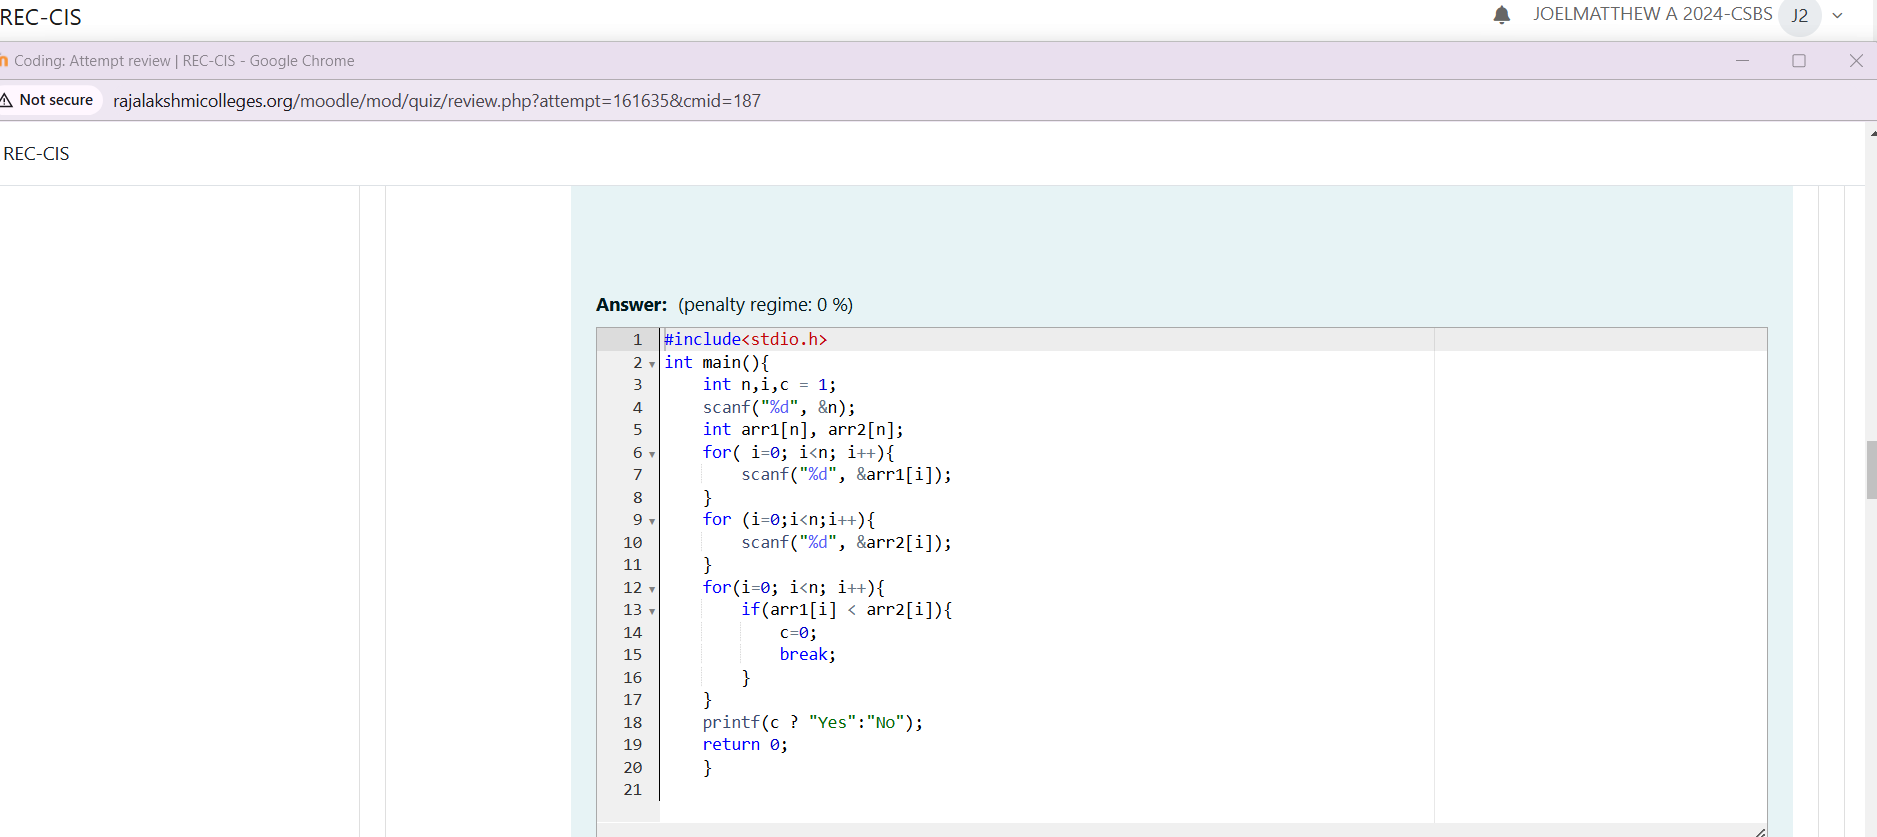 REC-CIS
JOELMATTHEW A 2024-CSBS J2
Coding: Attempt review | REC-CIS - Google Chrome
Not secure rajalakshmicolleges.org/moodle/mod/quiz/review.php?attempt=161635&cmid=187
REC-CIS
Answer: (penalty regime: 0 %)
1 #include<stdio.h>
2 int main(){
3     int n,i,c = 1;
4     scanf("%d", &n);
5     int arr1[n], arr2[n];
6     for( i=0; i<n; i++){
7         scanf("%d", &arr1[i]);
8     }
9     for (i=0;i<n;i++){
10         scanf("%d", &arr2[i]);
11     }
12     for(i=0; i<n; i++){
13         if(arr1[i] < arr2[i]){
14             c=0;
15             break;
16         }
17     }
18     printf(c ? "Yes":"No");
19     return 0;
20     }
21